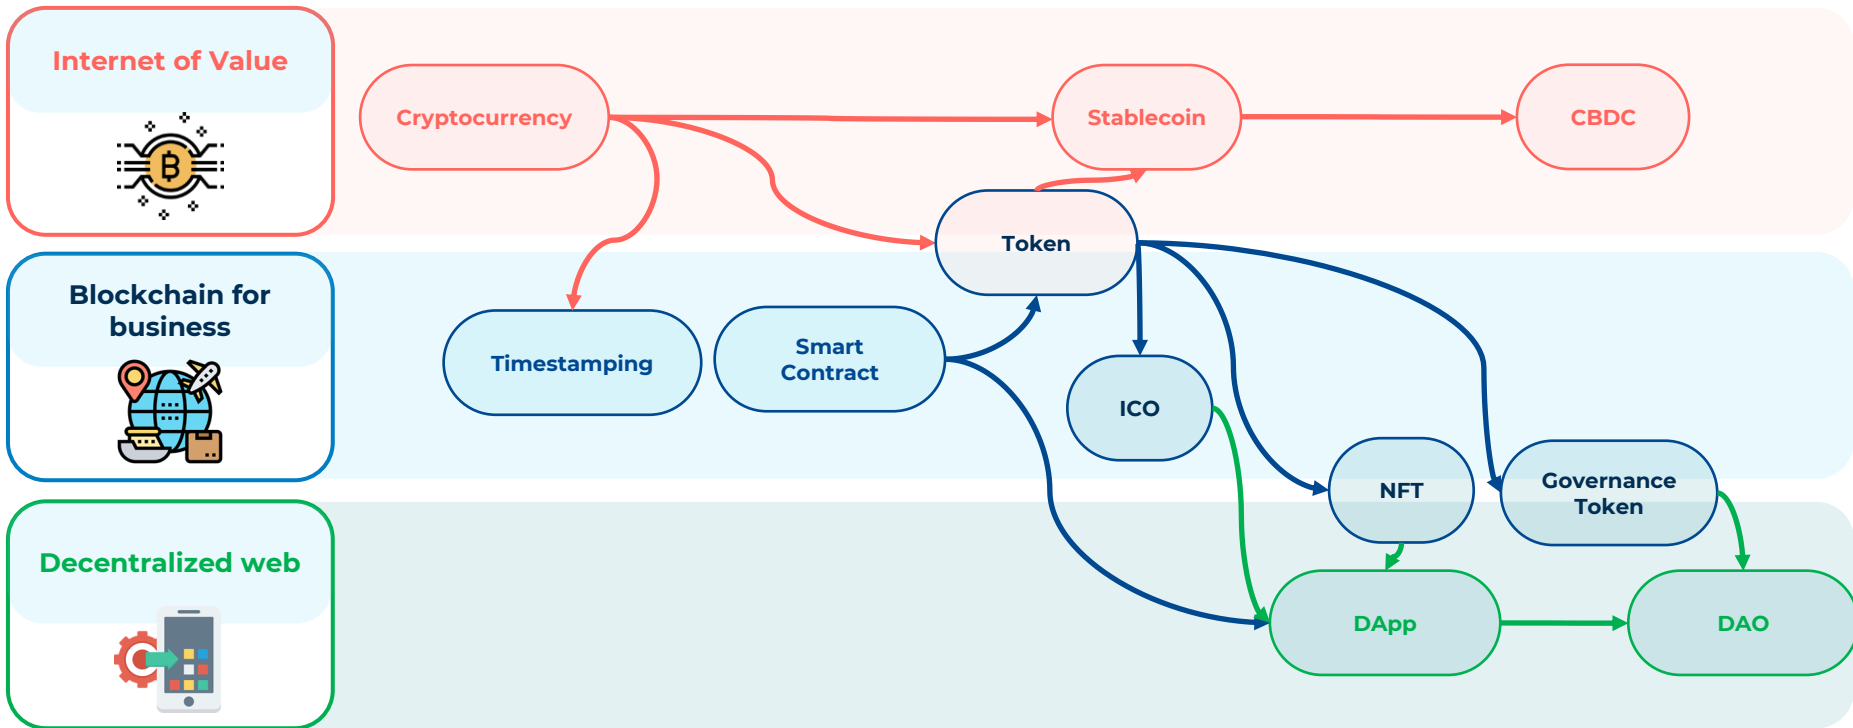 Internet of Value
Cryptocurrency
Stablecoin
CBDC
Token
Blockchain for
business
Timestamping
Smart
Contract
ICO
NFT
Governance
Token
Decentralized web
DApp
DAO